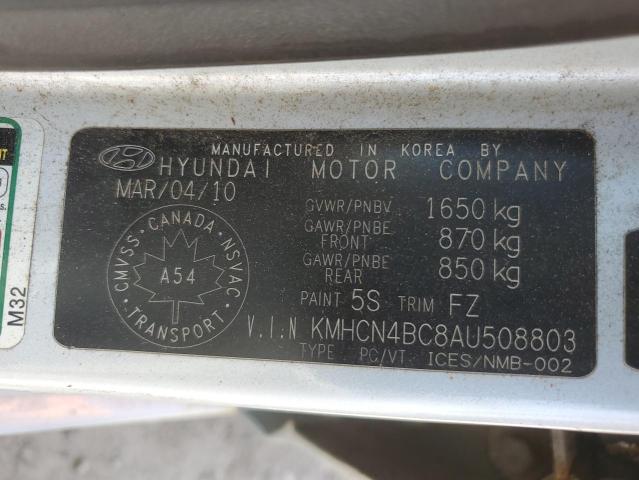 MANUFACTURED IN KOREA BY
HYUNDAI MOTOR COMPANY
MAR/04/10
GVWR/PNBV 1650 kg
GAWR/PNBE FRONT 870 kg
GAWR/PNBE REAR 850 kg
CMVSS · CANADA · NSVAC
A54
TRANSPORT
PAINT 5S TRIM FZ
V.I.N KMHCN4BC8AU508803
TYPE PC/VT ICES/NMB-002
M32